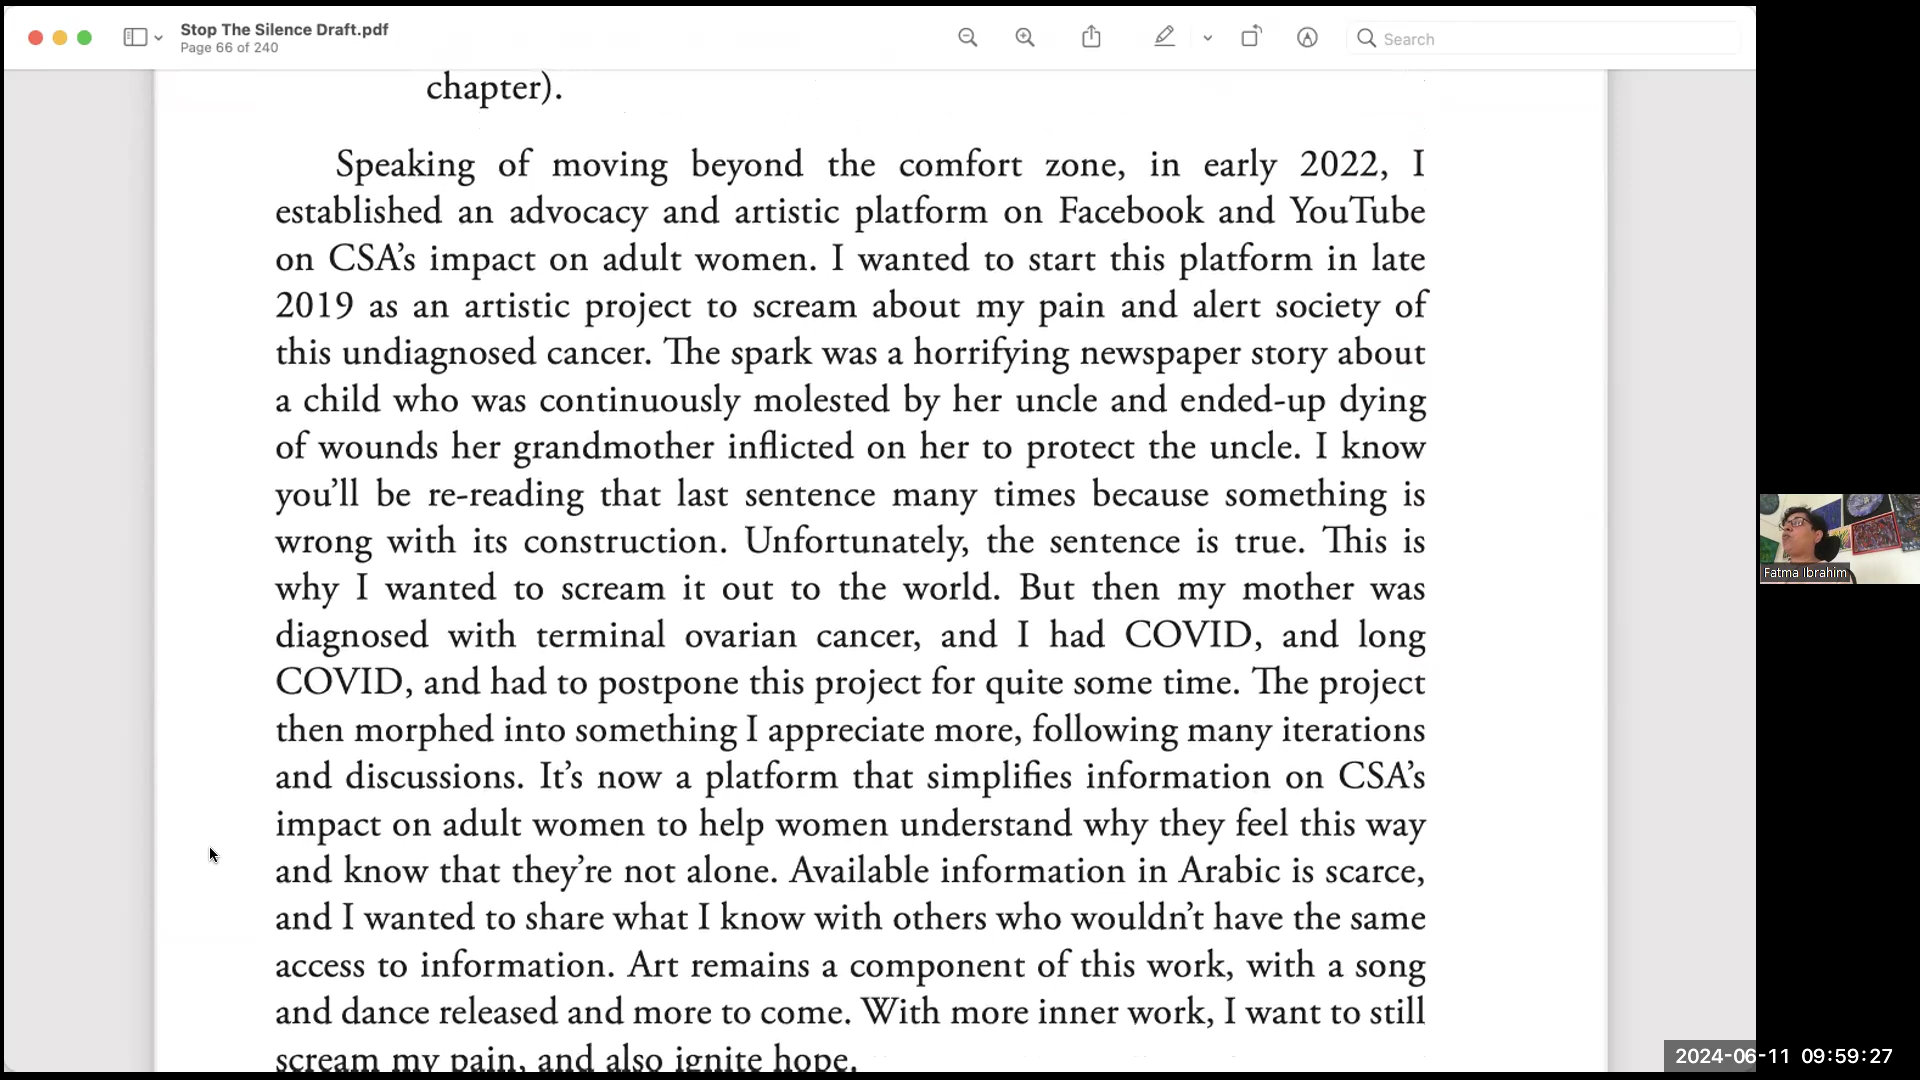 Stop The Silence Draft.pdf
Page 66 of 240
Search
chapter).
Speaking of moving beyond the comfort zone, in early 2022, I
established an advocacy and artistic platform on Facebook and YouTube
on CSA’s impact on adult women. I wanted to start this platform in late
2019 as an artistic project to scream about my pain and alert society of
this undiagnosed cancer. The spark was a horrifying newspaper story about
a child who was continuously molested by her uncle and ended-up dying
of wounds her grandmother inflicted on her to protect the uncle. I know
you’ll be re-reading that last sentence many times because something is
wrong with its construction. Unfortunately, the sentence is true. This is
why I wanted to scream it out to the world. But then my mother was
diagnosed with terminal ovarian cancer, and I had COVID, and long
COVID, and had to postpone this project for quite some time. The project
then morphed into something I appreciate more, following many iterations
and discussions. It’s now a platform that simplifies information on CSA’s
impact on adult women to help women understand why they feel this way
and know that they’re not alone. Available information in Arabic is scarce,
and I wanted to share what I know with others who wouldn’t have the same
access to information. Art remains a component of this work, with a song
and dance released and more to come. With more inner work, I want to still
scream my pain, and also ignite hope.
Fatma Ibrahim
2024-06-11 09:59:27